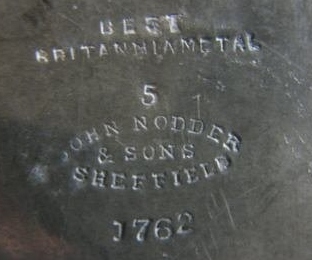 BEST
BRITANNIAMETAL
5
JOHN NODDER
& SONS
SHEFFIELD
1762